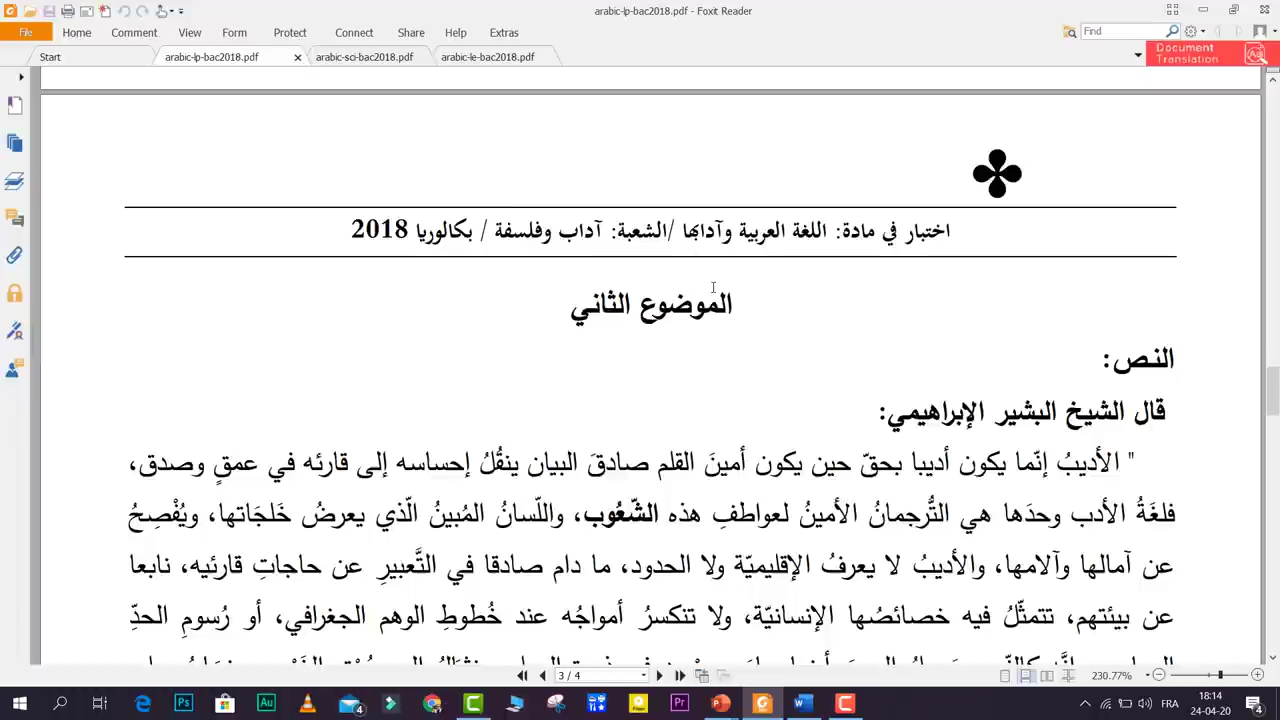 arabic-lp-bac2018.pdf - Foxit Reader
File Home Comment View Form Protect Connect Share Help Extras Find
Start arabic-lp-bac2018.pdf arabic-sci-bac2018.pdf arabic-le-bac2018.pdf
Document
Translation
اختبار في مادة: اللغة العربية وآدابها /الشعبة: آداب وفلسفة / بكالوريا 2018
الموضوع الثاني
النص:
قال الشيخ البشير الإبراهيمي:
" الأديبُ إنّما يكون أديبا بحقّ حين يكون أمينَ القلم صادقَ البيان ينقُلُ إحساسه إلى قارئه في عمقٍ وصدق،
فلغَةُ الأدب وحدَها هي التُّرجمانُ الأمينُ لعواطفِ هذه الشّعُوب، واللّسانُ المُبينُ الّذي يعرضُ خَلجَاتها، ويُفْصِحُ
عن آمالها وآلامها، والأديبُ لا يعرفُ الإقليميّة ولا الحدود، ما دام صادقا في التَّعبيرِ عن حاجاتِ قارئيه، نابعا
عن بيئتهم، تتمثّلُ فيه خصائصُها الإنسانيّة، ولا تنكسرُ أمواجُه عند خُطوطِ الوهم الجغرافي، أو رُسومِ الحدِّ
3 / 4
230.77%
FRA
18:14
24-04-20